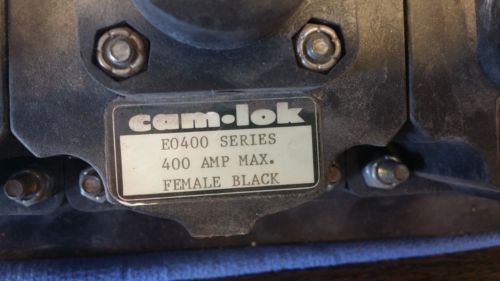 cam·lok
E0400 SERIES
400 AMP MAX.
FEMALE BLACK